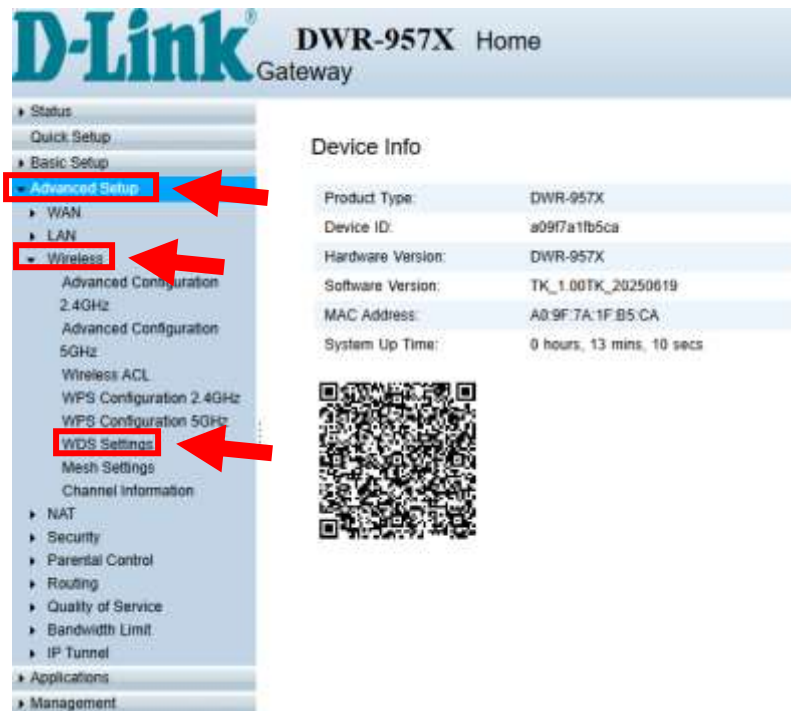 D-Link
DWR-957X Home
Gateway
Status
Quick Setup
Basic Setup
Advanced Setup
WAN
LAN
Wireless
Advanced Configuration
2.4GHz
Advanced Configuration
5GHz
Wireless ACL
WPS Configuration 2.4GHz
WPS Configuration 5GHz
WDS Settings
Mesh Settings
Channel Information
NAT
Security
Parental Control
Routing
Quality of Service
Bandwidth Limit
IP Tunnel
Applications
Management
Device Info
Product Type: DWR-957X
Device ID: a09f7a1fb5ca
Hardware Version: DWR-957X
Software Version: TK_1.00TK_20250619
MAC Address: A0:9F:7A:1F:B5:CA
System Up Time: 0 hours, 13 mins, 10 secs